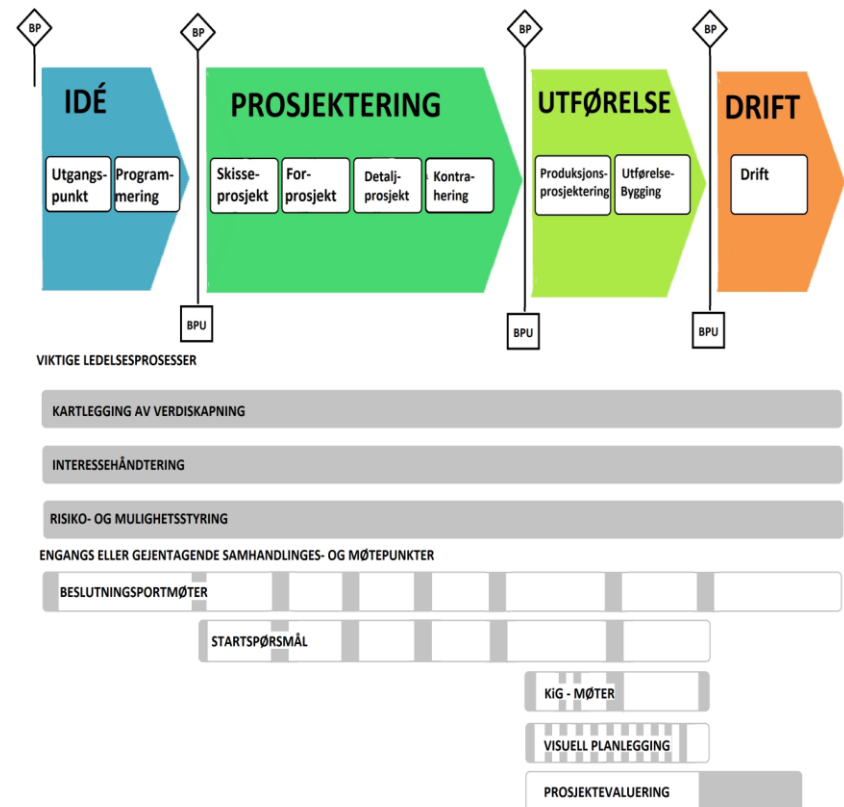 BP
BP
BP
BP
IDÉ
PROSJEKTERING
UTFØRELSE
DRIFT
Utgangs-
punkt
Program-
mering
Skisse-
prosjekt
For-
prosjekt
Detalj-
prosjekt
Kontra-
hering
Produksjons-
prosjektering
Utførelse-
Bygging
Drift
BPU
BPU
BPU
VIKTIGE LEDELSESPROSESSER
KARTLEGGING AV VERDISKAPNING
INTERESSEHÅNDTERING
RISIKO- OG MULIGHETSSTYRING
ENGANGS ELLER GEJENTAGENDE SAMHANDLINGES- OG MØTEPUNKTER
BESLUTNINGSPORTMØTER
STARTSPØRSMÅL
KiG - MØTER
VISUELL PLANLEGGING
PROSJEKTEVALUERING